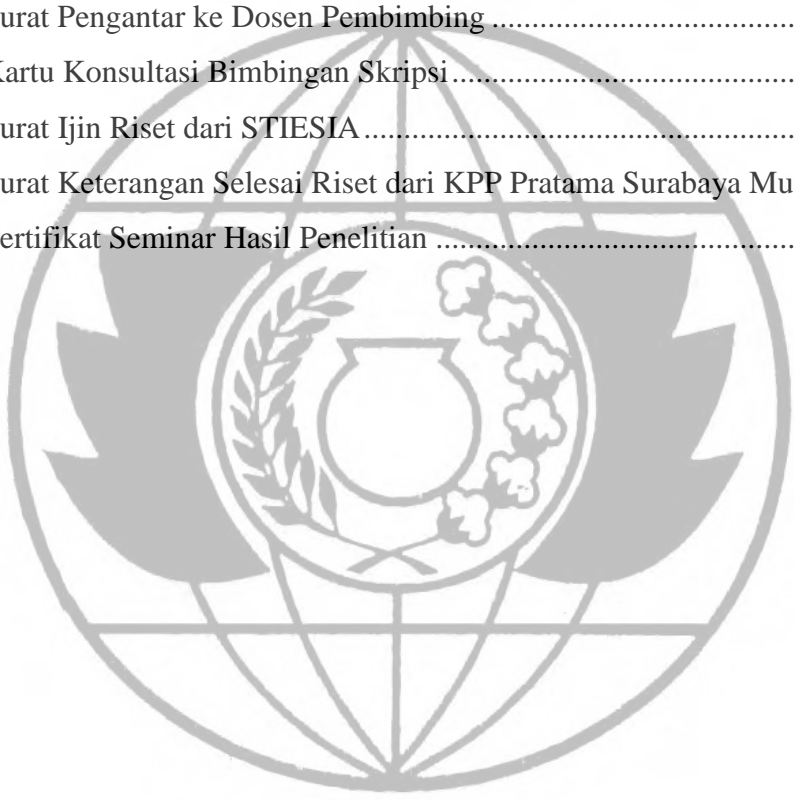 urat Pengantar ke Dosen Pembimbing ........................................
Kartu Konsultasi Bimbingan Skripsi .............................................
urat Ijin Riset dari STIESIA .........................................................
urat Keterangan Selesai Riset dari KPP Pratama Surabaya Mu
ertifikat Seminar Hasil Penelitian ...............................................